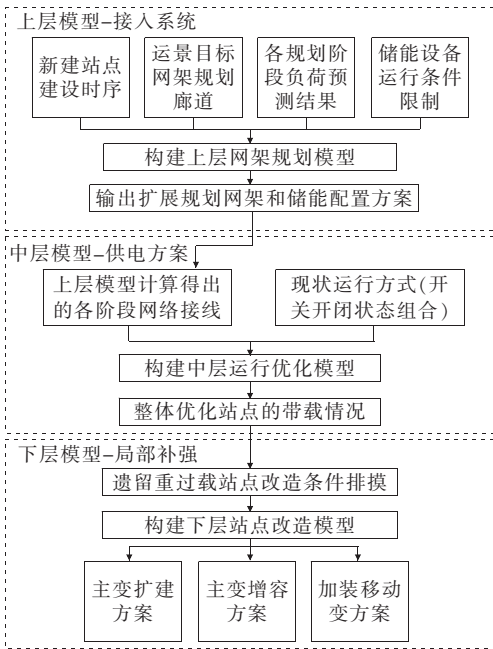 上层模型-接入系统
新建站点
建设时序
运景目标
网架规划
廊道
各规划阶
段负荷预
测结果
储能设备
运行条件
限制
构建上层网架规划模型
输出扩展规划网架和储能配置方案
中层模型-供电方案
上层模型计算得出
的各阶段网络接线
现状运行方式(开
关开闭状态组合)
构建中层运行优化模型
整体优化站点的带载情况
下层模型-局部补强
遗留重过载站点改造条件排摸
构建下层站点改造模型
主变扩建
方案
主变增容
方案
加装移动
变方案